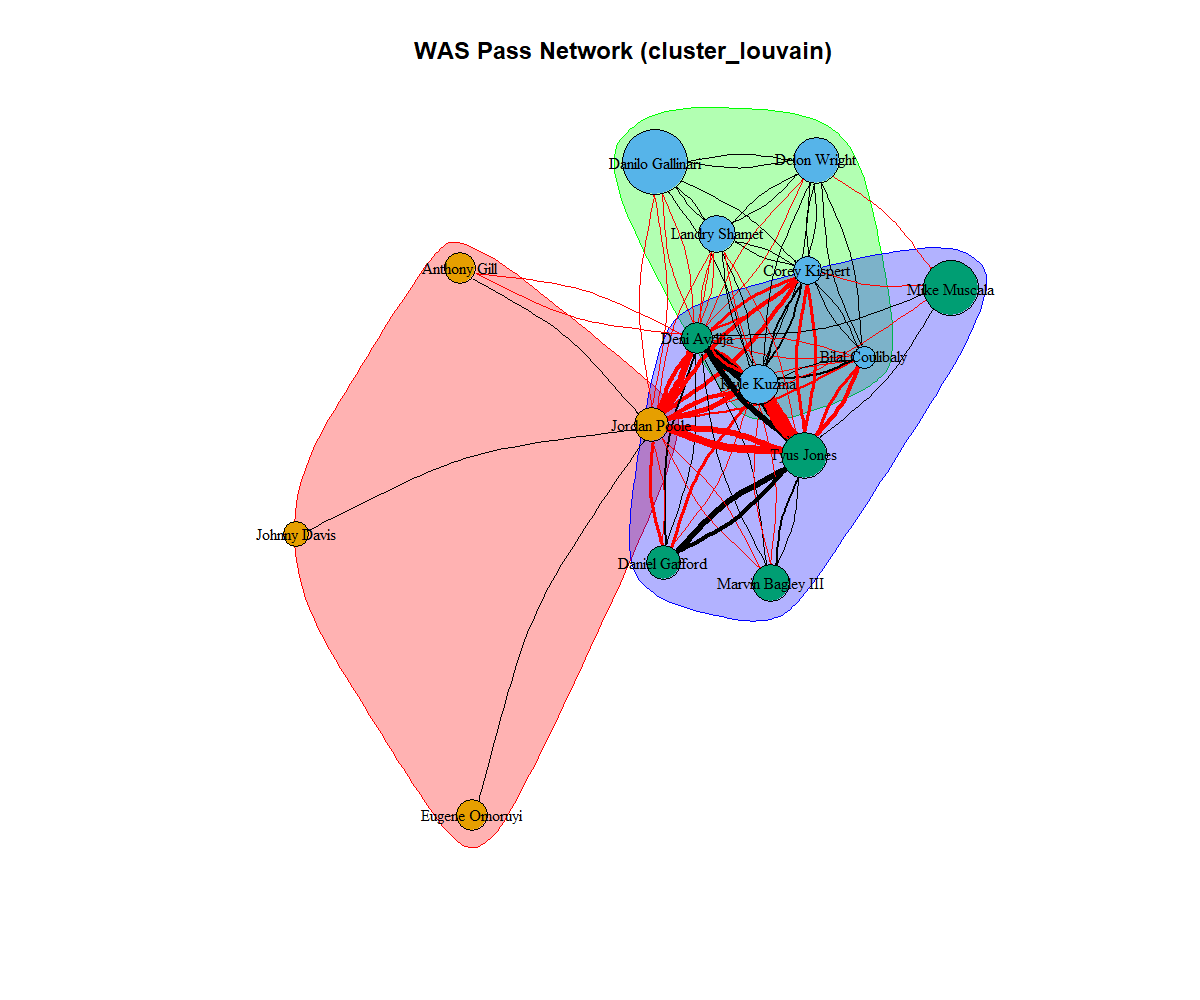 WAS Pass Network (cluster_louvain)
Danilo Gallinari
Delon Wright
Landry Shamet
Anthony Gill
Corey Kispert
Mike Muscala
Deni Avdija
Bilal Coulibaly
Kyle Kuzma
Jordan Poole
Tyus Jones
Johnny Davis
Daniel Gafford
Marvin Bagley III
Eugene Omoruyi